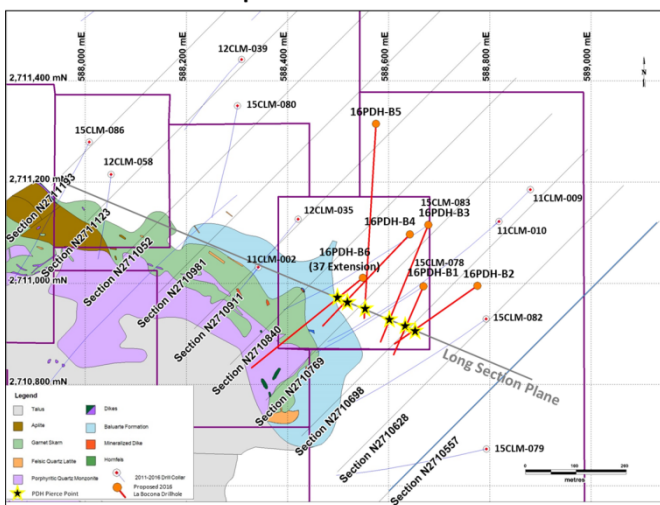 588,000 mE
588,200 mE
588,400 mE
588,600 mE
588,800 mE
589,000 mE
2,711,400 mN
2,711,200 mN
2,711,000 mN
2,710,800 mN
12CLM-039
15CLM-080
15CLM-086
12CLM-058
16PDH-B5
N
11CLM-009
11CLM-010
12CLM-035
16PDH-B4
15CLM-083
16PDH-B3
11CLM-002
16PDH-B6
(37 Extension)
15CLM-078
16PDH-B1
16PDH-B2
15CLM-082
15CLM-079
Section N2711193
Section N2711123
Section N2711052
Section N2710981
Section N2710911
Section N2710840
Section N2710769
Section N2710698
Section N2710628
Section N2710557
Long Section Plane
Legend
Talus
Aplite
Garnet Skarn
Felsic Quartz Latite
Porphyritic Quartz Monzonite
PDH Pierce Point
Dikes
Baluarte Formation
Mineralized Dike
Hornfels
2011-2016 Drill Collar
Proposed 2018
La Bocona Drillhole
0
100
200
metres